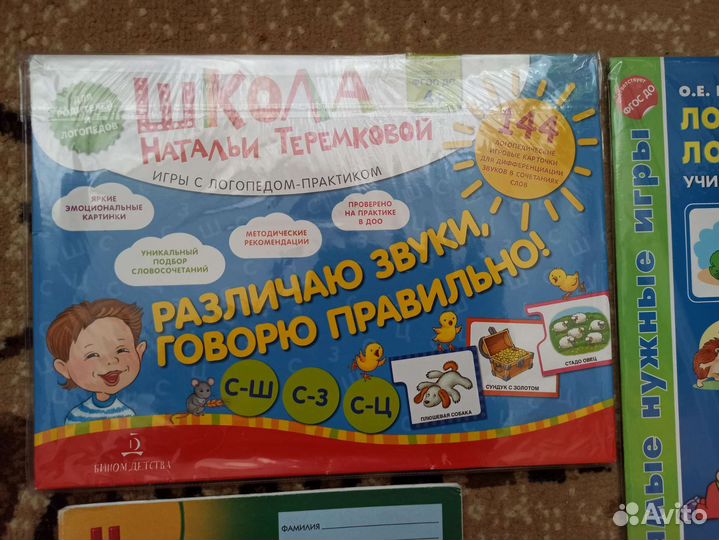 ДЛЯ
РОДИТЕЛЕЙ
И
ЛОГОПЕДОВ
ШКОЛА
НАТАЛЬИ ТЕРЕМКОВОЙ
ИГРЫ С ЛОГОПЕДОМ-ПРАКТИКОМ
ФГОС ДО
144
ЛОГОПЕДИЧЕСКИЕ
ИГРОВЫЕ КАРТОЧКИ
ДЛЯ ДИФФЕРЕНЦИАЦИИ
ЗВУКОВ В СОЧЕТАНИЯХ
СЛОВ
ЯРКИЕ
ЭМОЦИОНАЛЬНЫЕ
КАРТИНКИ
УНИКАЛЬНЫЙ
ПОДБОР
СЛОВОСОЧЕТАНИЙ
МЕТОДИЧЕСКИЕ
РЕКОМЕНДАЦИИ
ПРОВЕРЕНО
НА ПРАКТИКЕ
В ДОО
РАЗЛИЧАЮ ЗВУКИ,
ГОВОРЮ ПРАВИЛЬНО!
С-Ш
С-З
С-Ц
ПЛЮШЕВАЯ СОБАКА
СУНДУК С ЗОЛОТОМ
СТАДО ОВЕЦ
БИНОМ ДЕТСТВА
ФАМИЛИЯ
соответствует
ФГОС ДО
О.Е.
ЛО
ЛО
УЧИ
нужные игры
Avito